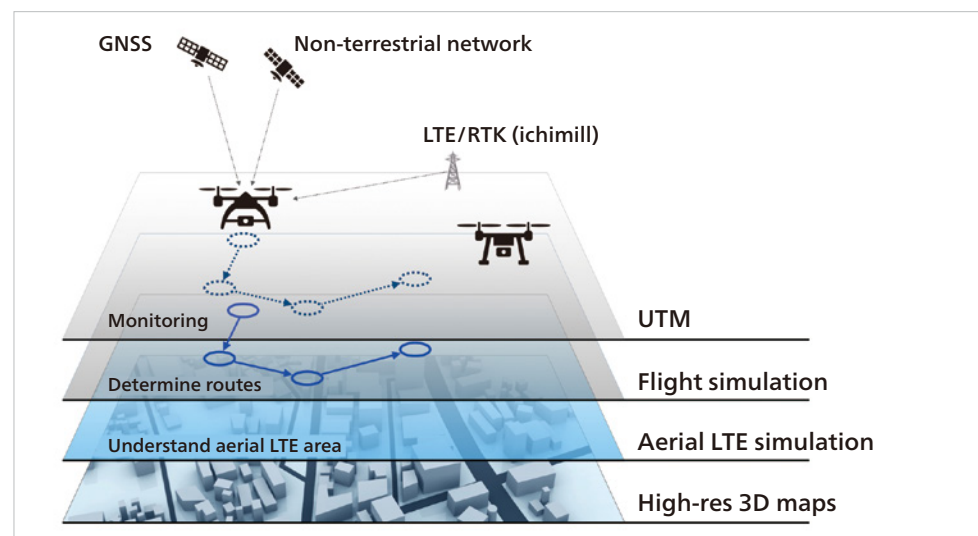 GNSS
Non-terrestrial network
LTE/RTK (ichimill)
Monitoring
UTM
Determine routes
Flight simulation
Understand aerial LTE area
Aerial LTE simulation
High-res 3D maps